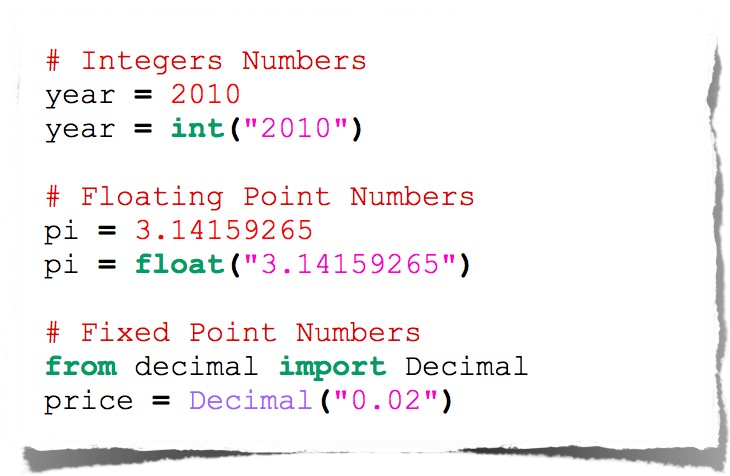 # Integers Numbers
year = 2010
year = int("2010")
# Floating Point Numbers
pi = 3.14159265
pi = float("3.14159265")
# Fixed Point Numbers
from decimal import Decimal
price = Decimal("0.02")